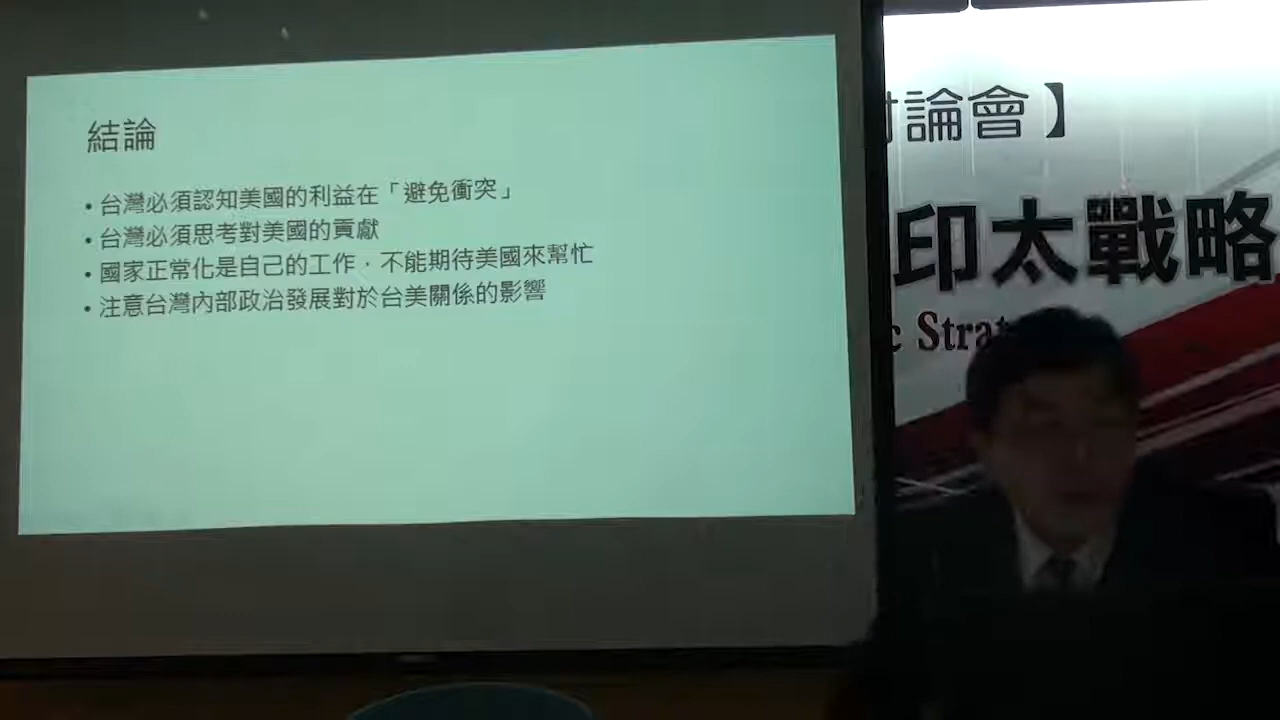 結論
• 台灣必須認知美國的利益在「避免衝突」
• 台灣必須思考對美國的貢獻
• 國家正常化是自己的工作，不能期待美國來幫忙
• 注意台灣內部政治發展對於台美關係的影響
討論會】
印太戰略
c Strat